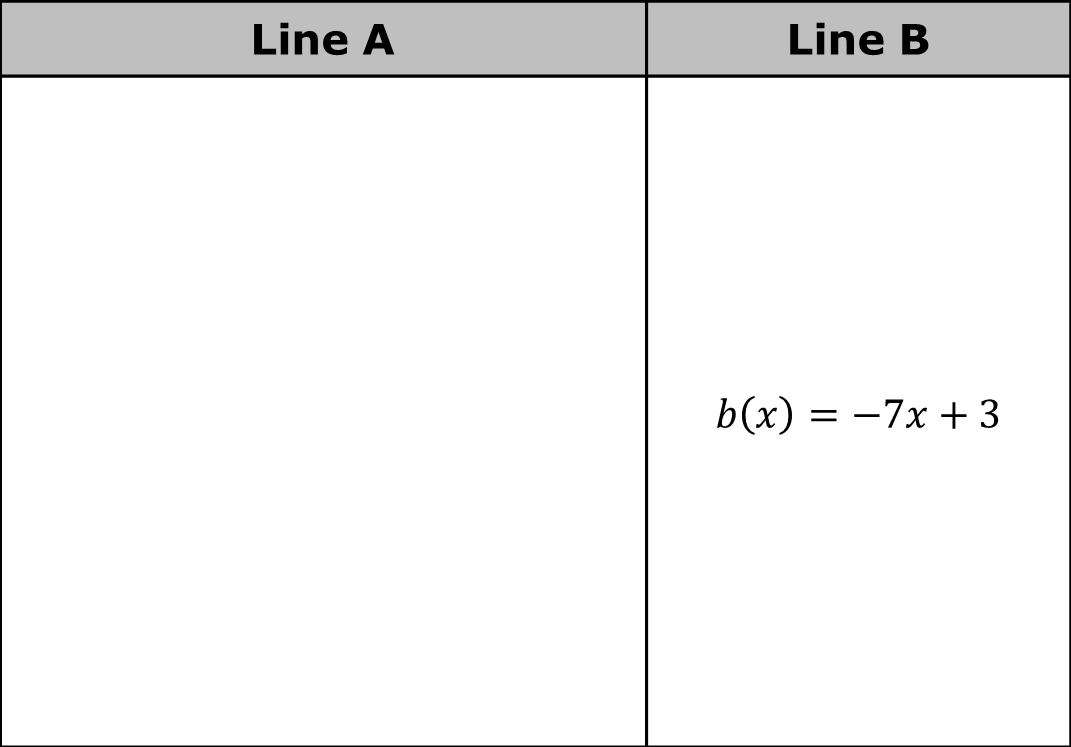 Line A
Line B
b(x) = −7x + 3